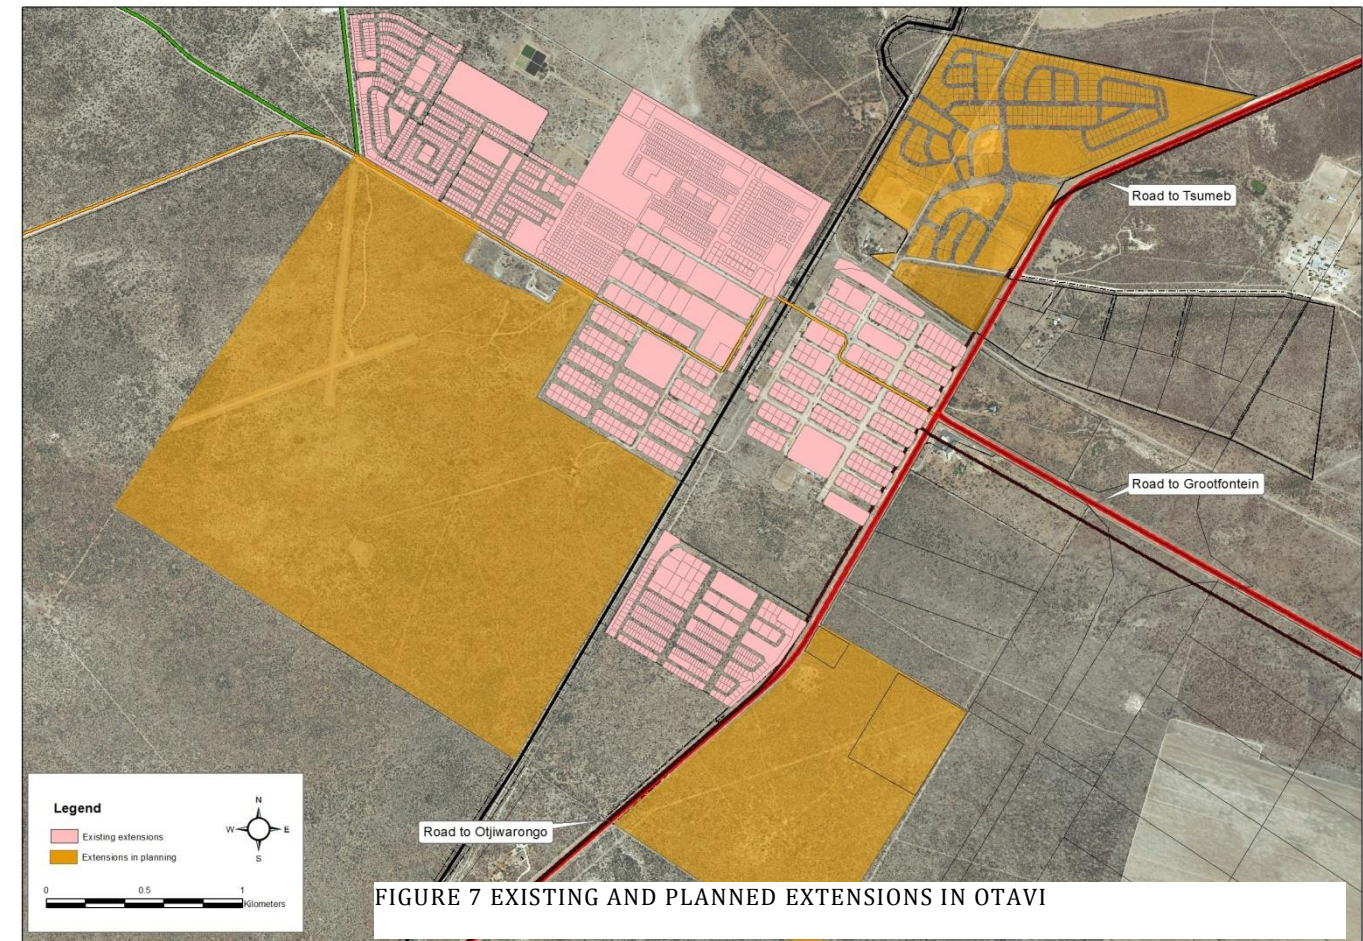 Road to Tsumeb
Road to Grootfontein
Road to Otjiwarongo
Legend
Existing extensions
Extensions in planning
N
W
E
S
0 0.5 1
Kilometers
FIGURE 7 EXISTING AND PLANNED EXTENSIONS IN OTAVI